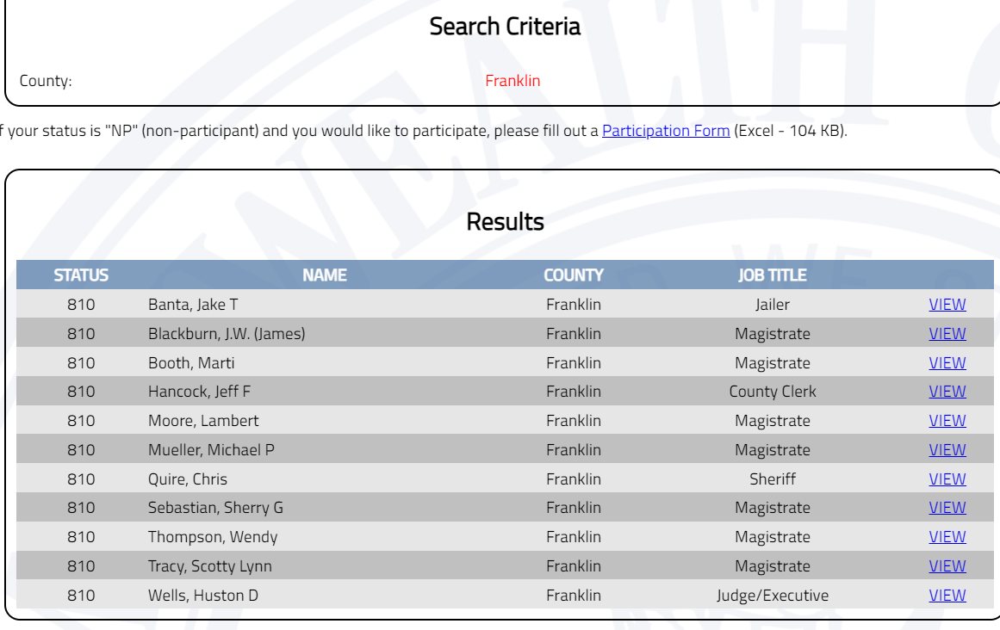 Search Criteria
County: Franklin
f your status is "NP" (non-participant) and you would like to participate, please fill out a Participation Form (Excel - 104 KB).
Results
STATUS NAME COUNTY JOB TITLE
810 Banta, Jake T Franklin Jailer VIEW
810 Blackburn, J.W. (James) Franklin Magistrate VIEW
810 Booth, Marti Franklin Magistrate VIEW
810 Hancock, Jeff F Franklin County Clerk VIEW
810 Moore, Lambert Franklin Magistrate VIEW
810 Mueller, Michael P Franklin Magistrate VIEW
810 Quire, Chris Franklin Sheriff VIEW
810 Sebastian, Sherry G Franklin Magistrate VIEW
810 Thompson, Wendy Franklin Magistrate VIEW
810 Tracy, Scotty Lynn Franklin Magistrate VIEW
810 Wells, Huston D Franklin Judge/Executive VIEW